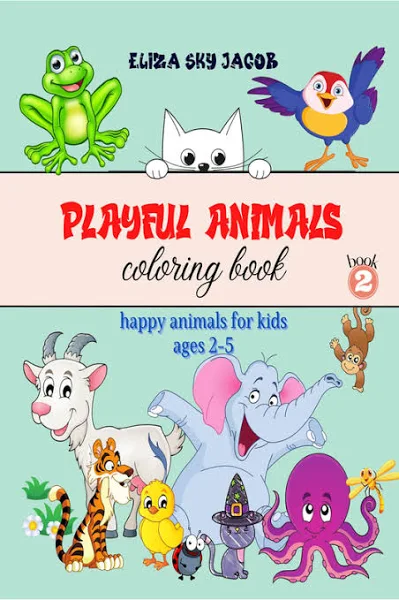 ELIZA SKY JACOB
PLAYFUL ANIMALS
coloring book
book
2
happy animals for kids
ages 2-5